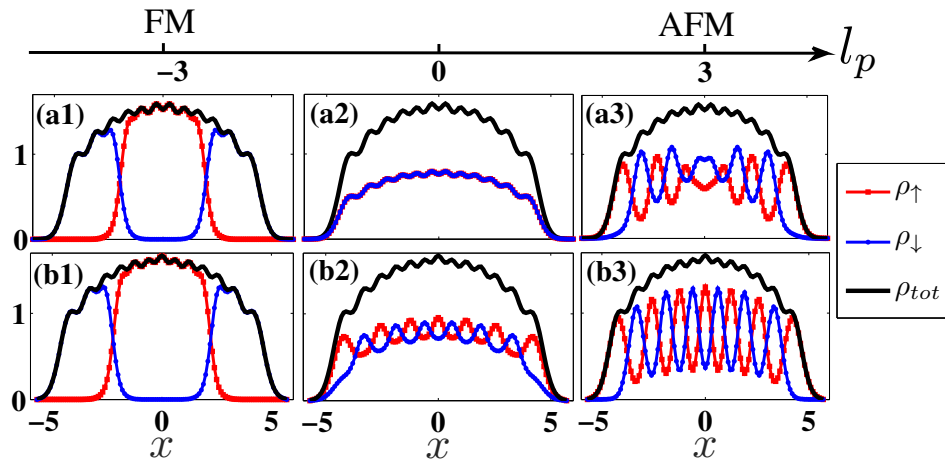 FM AFM
−3 0 3 l_p
(a1) (a2) (a3)
1
0
ρ↑
ρ↓
ρ_tot
(b1) (b2) (b3)
1
0
−5 0 5 −5 0 5 −5 0 5
x x x